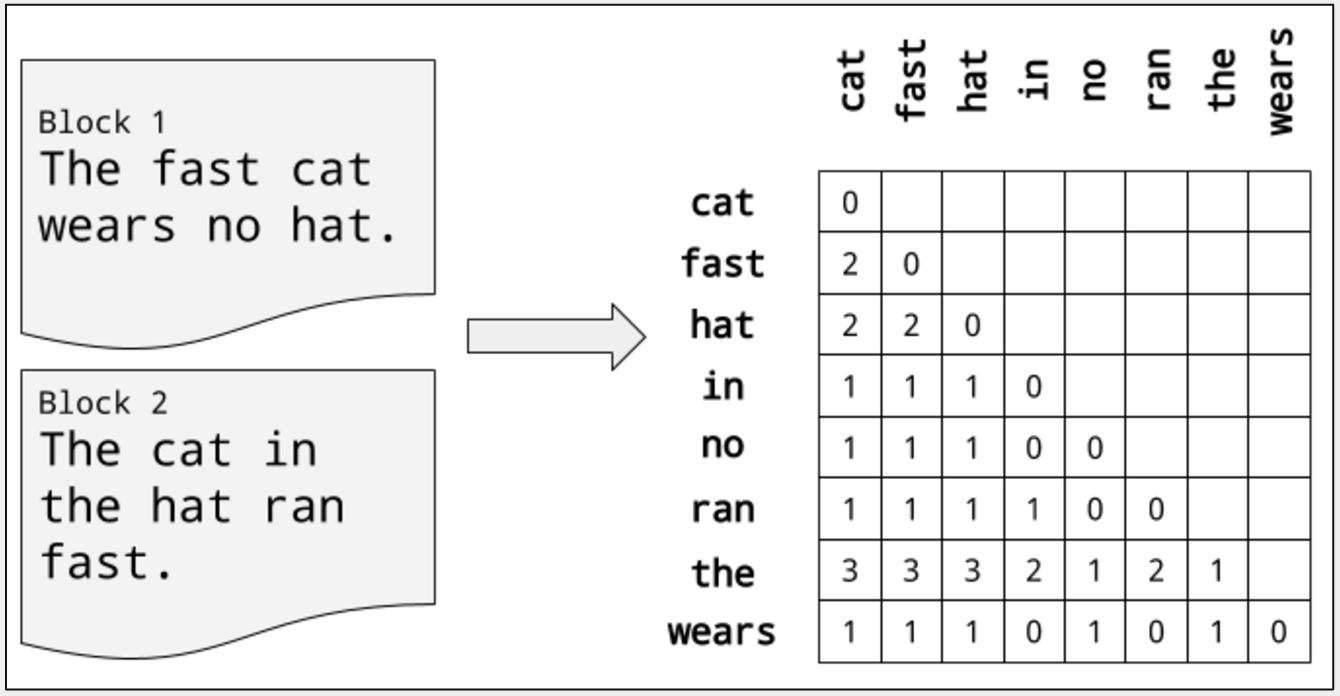 Block 1
The fast cat
wears no hat.
Block 2
The cat in
the hat ran
fast.
cat fast hat in no ran the wears
cat 0
fast 2 0
hat 2 2 0
in 1 1 1 0
no 1 1 1 0 0
ran 1 1 1 1 0 0
the 3 3 3 2 1 2 1
wears 1 1 1 0 1 0 1 0